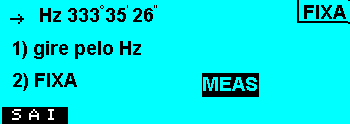 → Hz 333°35'26" FIXA
1) gire pelo Hz
2) FIXA
MEAS
SAI